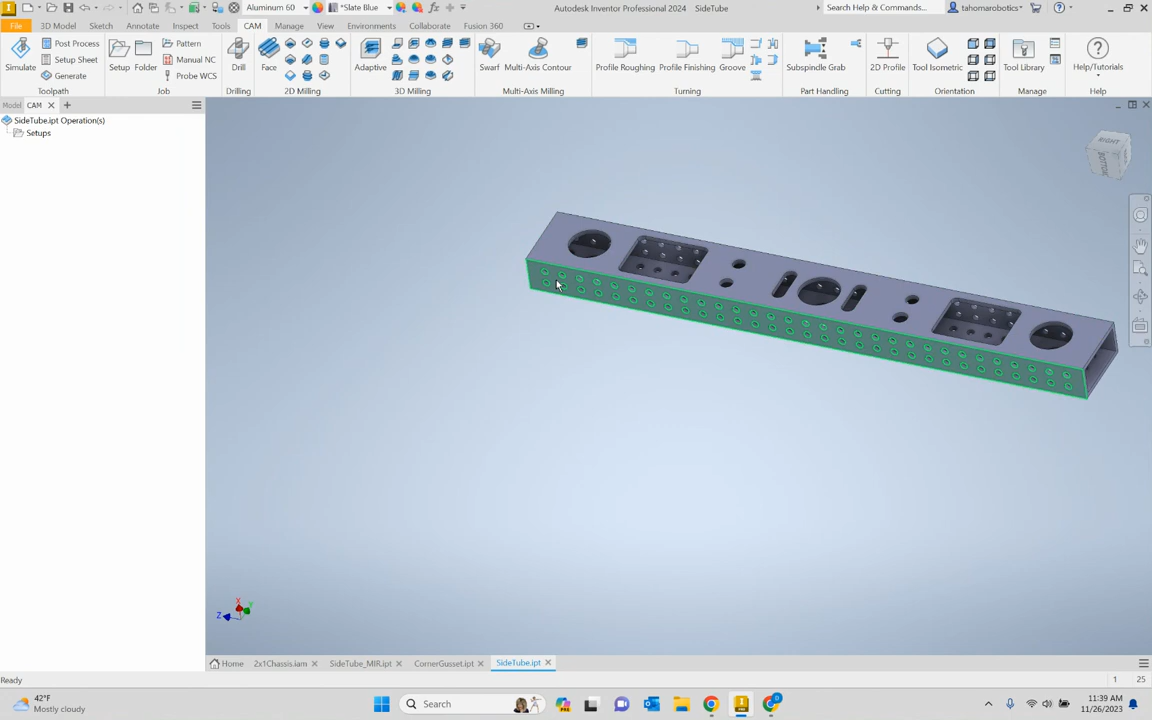 Aluminum 60
*Slate Blue
Autodesk Inventor Professional 2024 SideTube
Search Help & Commands...
tahomarobotics
File 3D Model Sketch Annotate Inspect Tools CAM Manage View Environments Collaborate Fusion 360
Simulate
Post Process
Setup Sheet
Generate
Toolpath
Setup
Folder
Pattern
Manual NC
Probe WCS
Job
Drill
Drilling
Face
2D Milling
Adaptive
3D Milling
Swarf
Multi-Axis Contour
Multi-Axis Milling
Profile Roughing
Profile Finishing
Groove
Turning
Subspindle Grab
Part Handling
2D Profile
Cutting
Tool Isometric
Orientation
Tool Library
Manage
Help/Tutorials
Help
Model CAM
SideTube.ipt Operation(s)
Setups
RIGHT
BOTTOM
X
Y
Z
Home 2x1Chassis.iam SideTube_MIR.ipt CornerGusset.ipt SideTube.ipt
Ready
1 25
42°F
Mostly cloudy
Search
11:39 AM
11/26/2023